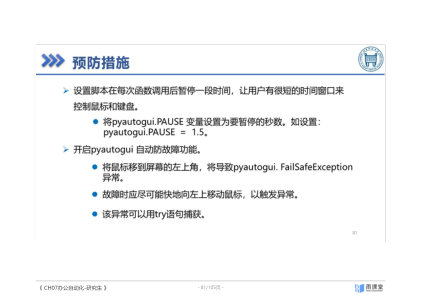 预防措施
设置脚本在每次函数调用后暂停一段时间，让用户有很短的时间窗口来
控制鼠标和键盘。
将pyautogui.PAUSE 变量设置为要暂停的秒数。如设置：
pyautogui.PAUSE = 1.5。
开启pyautogui 自动防故障功能。
将鼠标移到屏幕的左上角，将导致pyautogui. FailSafeException
异常。
故障时应尽可能快地向左上移动鼠标，以触发异常。
该异常可以用try语句捕获。
81
《CH07办公自动化-研究生》
雨课堂